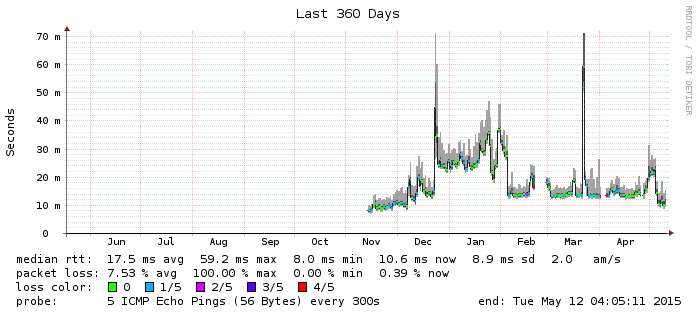 Last 360 Days
RRDTOOL / TOBI OETIKER
Seconds
70 m
60 m
50 m
40 m
30 m
20 m
10 m
0
Jun Jul Aug Sep Oct Nov Dec Jan Feb Mar Apr
median rtt: 17.5 ms avg 59.2 ms max 8.0 ms min 10.6 ms now 8.9 ms sd 2.0 am/s
packet loss: 7.53 % avg 100.00 % max 0.00 % min 0.39 % now
loss color: 0 1/5 2/5 3/5 4/5
probe: 5 ICMP Echo Pings (56 Bytes) every 300s end: Tue May 12 04:05:11 2015